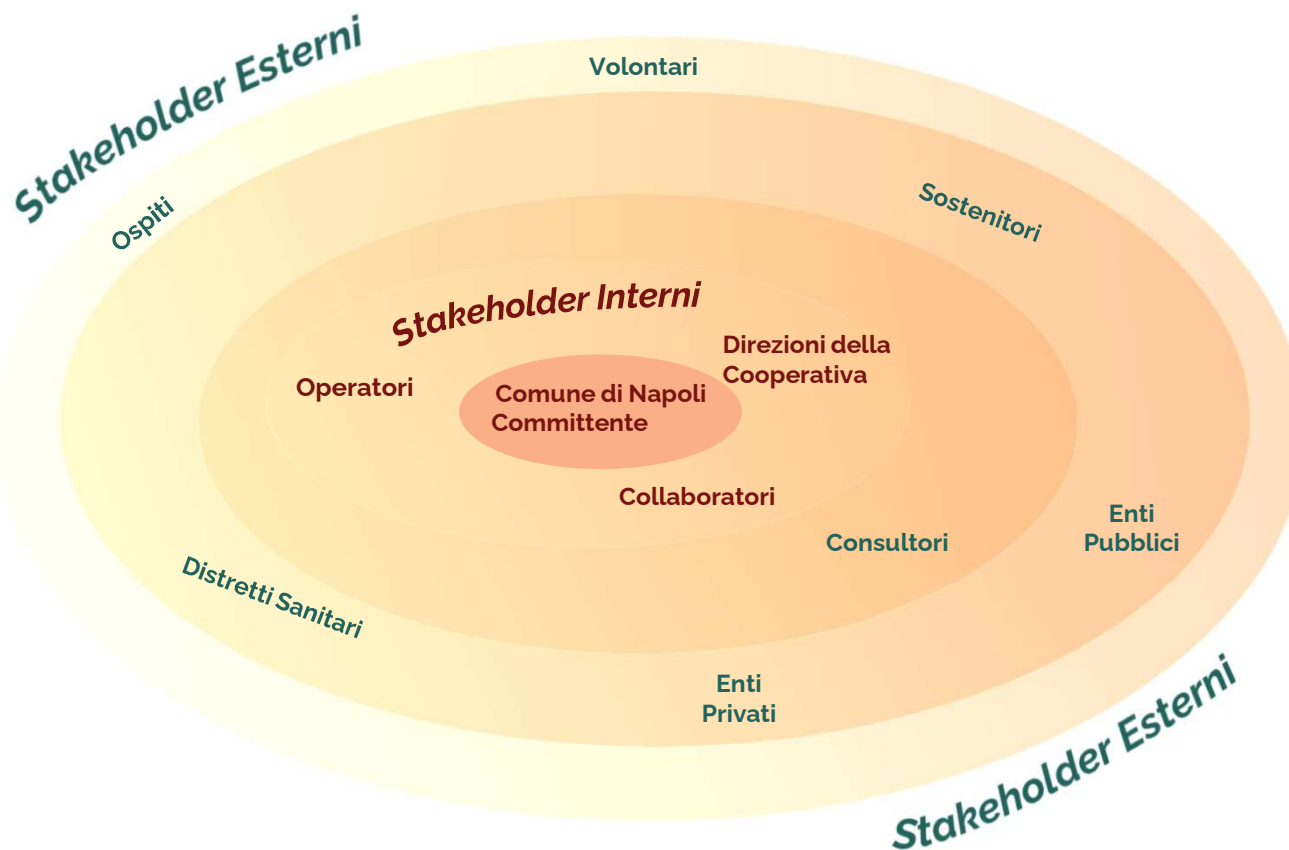 Stakeholder Esterni
Volontari
Ospiti
Sostenitori
Stakeholder Interni
Direzioni della
Cooperativa
Operatori
Comune di Napoli
Committente
Collaboratori
Consultori
Enti
Pubblici
Distretti Sanitari
Enti
Privati
Stakeholder Esterni